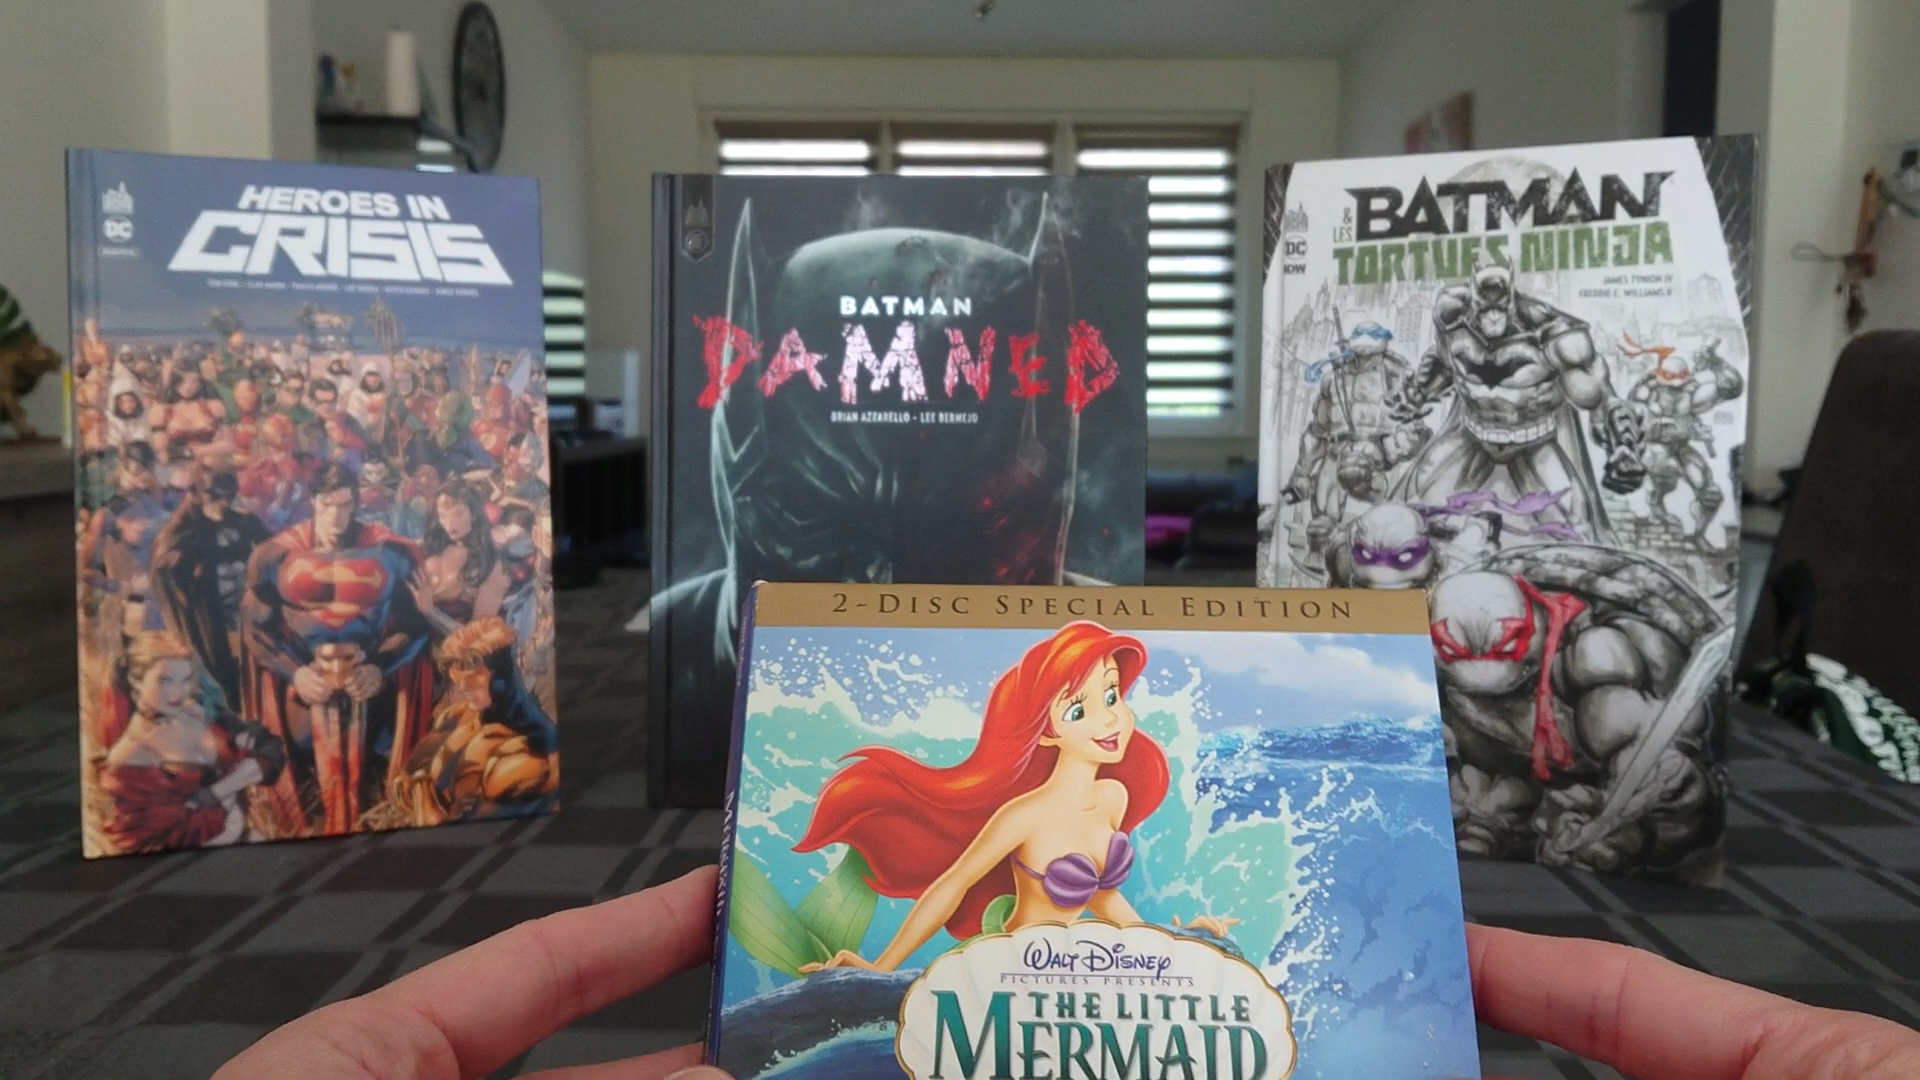 HEROES IN
CRISIS
DC
BATMAN
DAMNED
BRIAN AZZARELLO - LEE BERMEJO
BATMAN
& LES
TORTUES NINJA
JAMES TYNION IV
FREDDIE E. WILLIAMS II
DC
IDW
2-DISC SPECIAL EDITION
WALT DISNEY
PICTURES PRESENTS
THE LITTLE
MERMAID